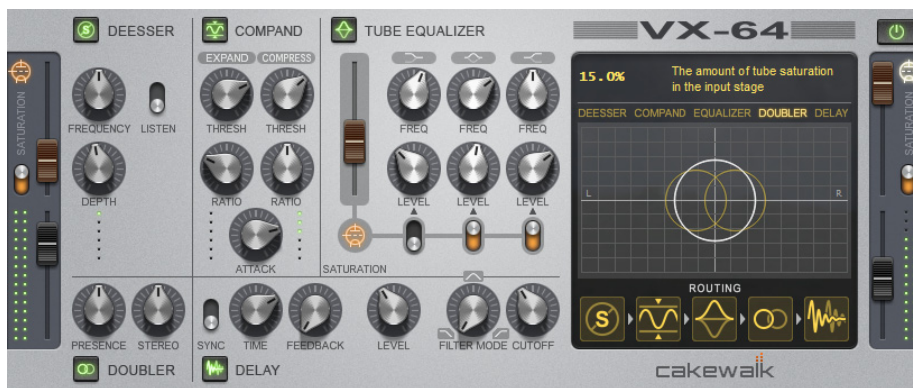 DEESSER
COMPAND
TUBE EQUALIZER
VX-64
SATURATION
FREQUENCY
LISTEN
DEPTH
EXPAND
COMPRESS
THRESH
THRESH
RATIO
RATIO
ATTACK
FREQ
FREQ
FREQ
LEVEL
LEVEL
LEVEL
SATURATION
15.0%
The amount of tube saturation
in the input stage
DEESSER COMPAND EQUALIZER DOUBLER DELAY
L
R
ROUTING
S
SATURATION
PRESENCE
STEREO
SYNC
TIME
FEEDBACK
LEVEL
FILTER MODE
CUTOFF
DOUBLER
DELAY
cakewalk